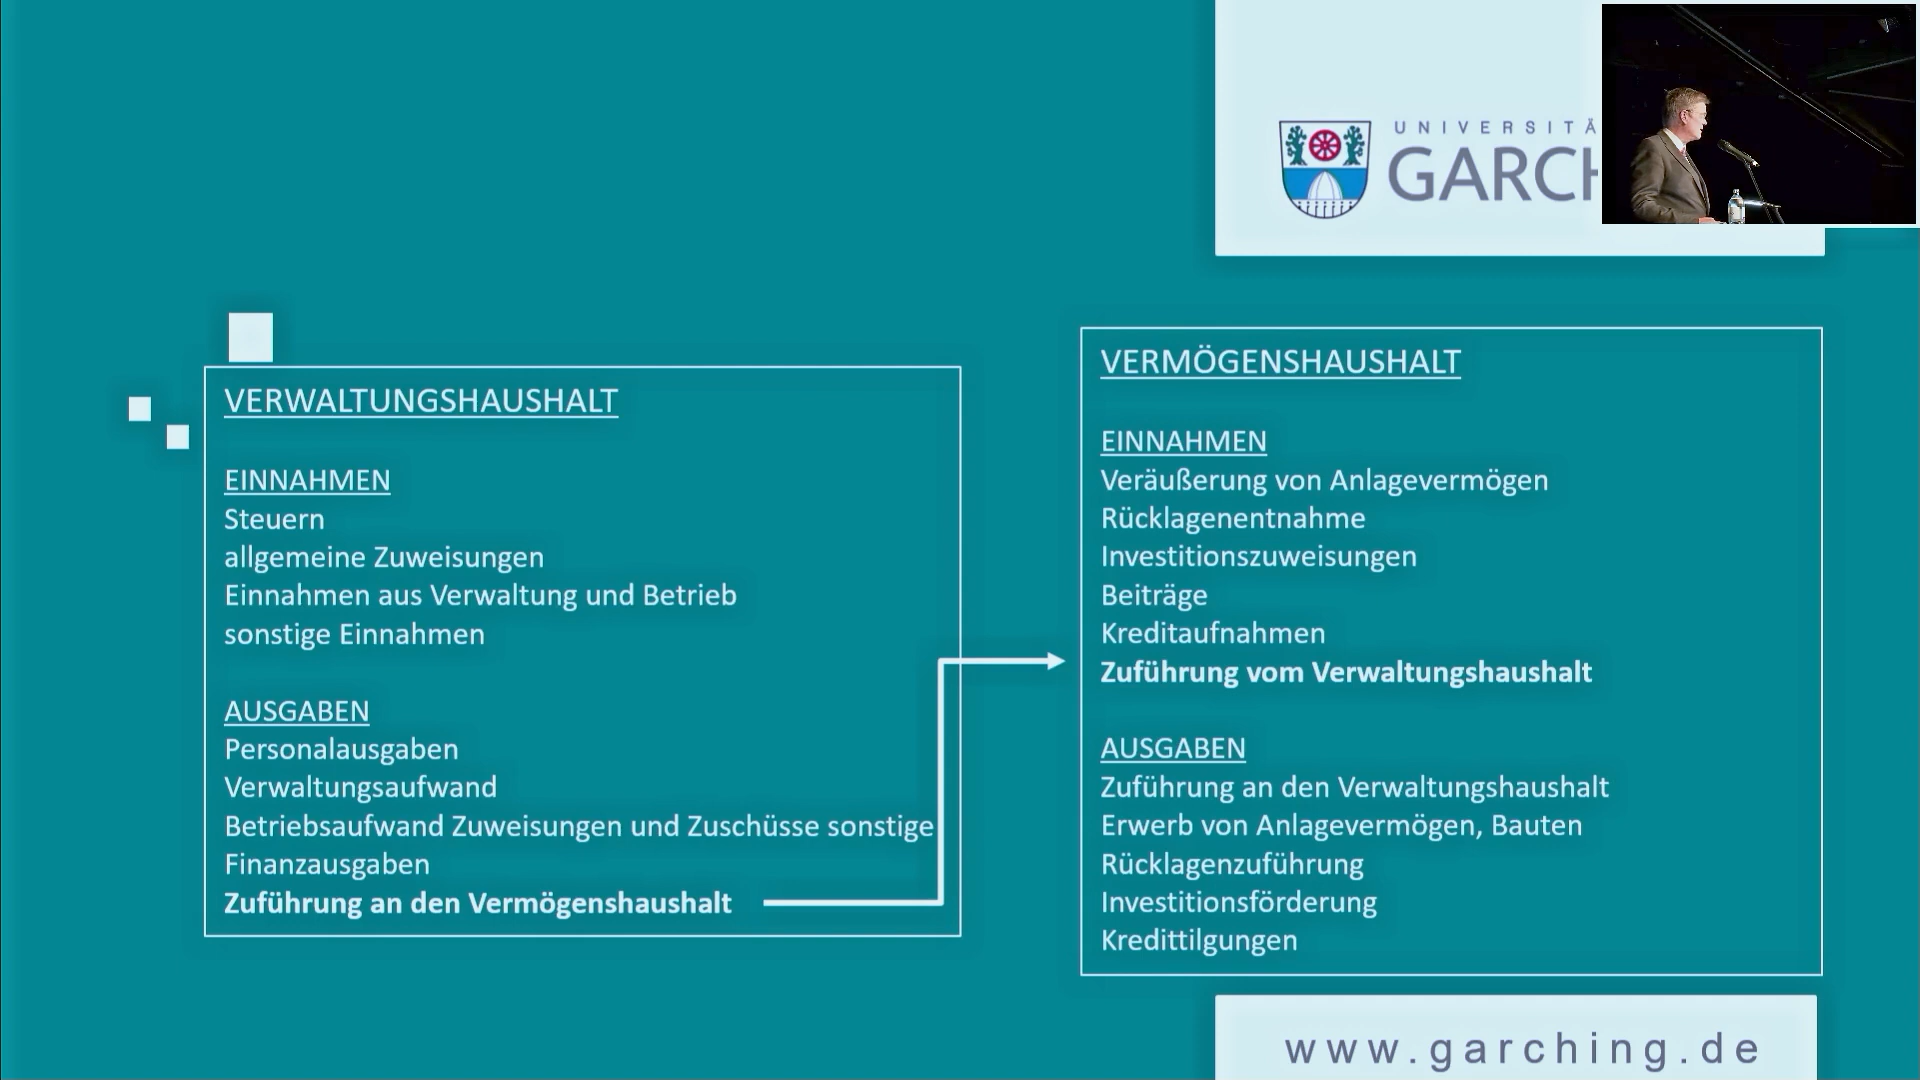 UNIVERSITÄ
GARCH
VERWALTUNGSHAUSHALT
EINNAHMEN
Steuern
allgemeine Zuweisungen
Einnahmen aus Verwaltung und Betrieb
sonstige Einnahmen
AUSGABEN
Personalausgaben
Verwaltungsaufwand
Betriebsaufwand Zuweisungen und Zuschüsse sonstige
Finanzausgaben
Zuführung an den Vermögenshaushalt
VERMÖGENSHAUSHALT
EINNAHMEN
Veräußerung von Anlagevermögen
Rücklagenentnahme
Investitionszuweisungen
Beiträge
Kreditaufnahmen
Zuführung vom Verwaltungshaushalt
AUSGABEN
Zuführung an den Verwaltungshaushalt
Erwerb von Anlagevermögen, Bauten
Rücklagenzuführung
Investitionsförderung
Kredittilgungen
www.garching.de